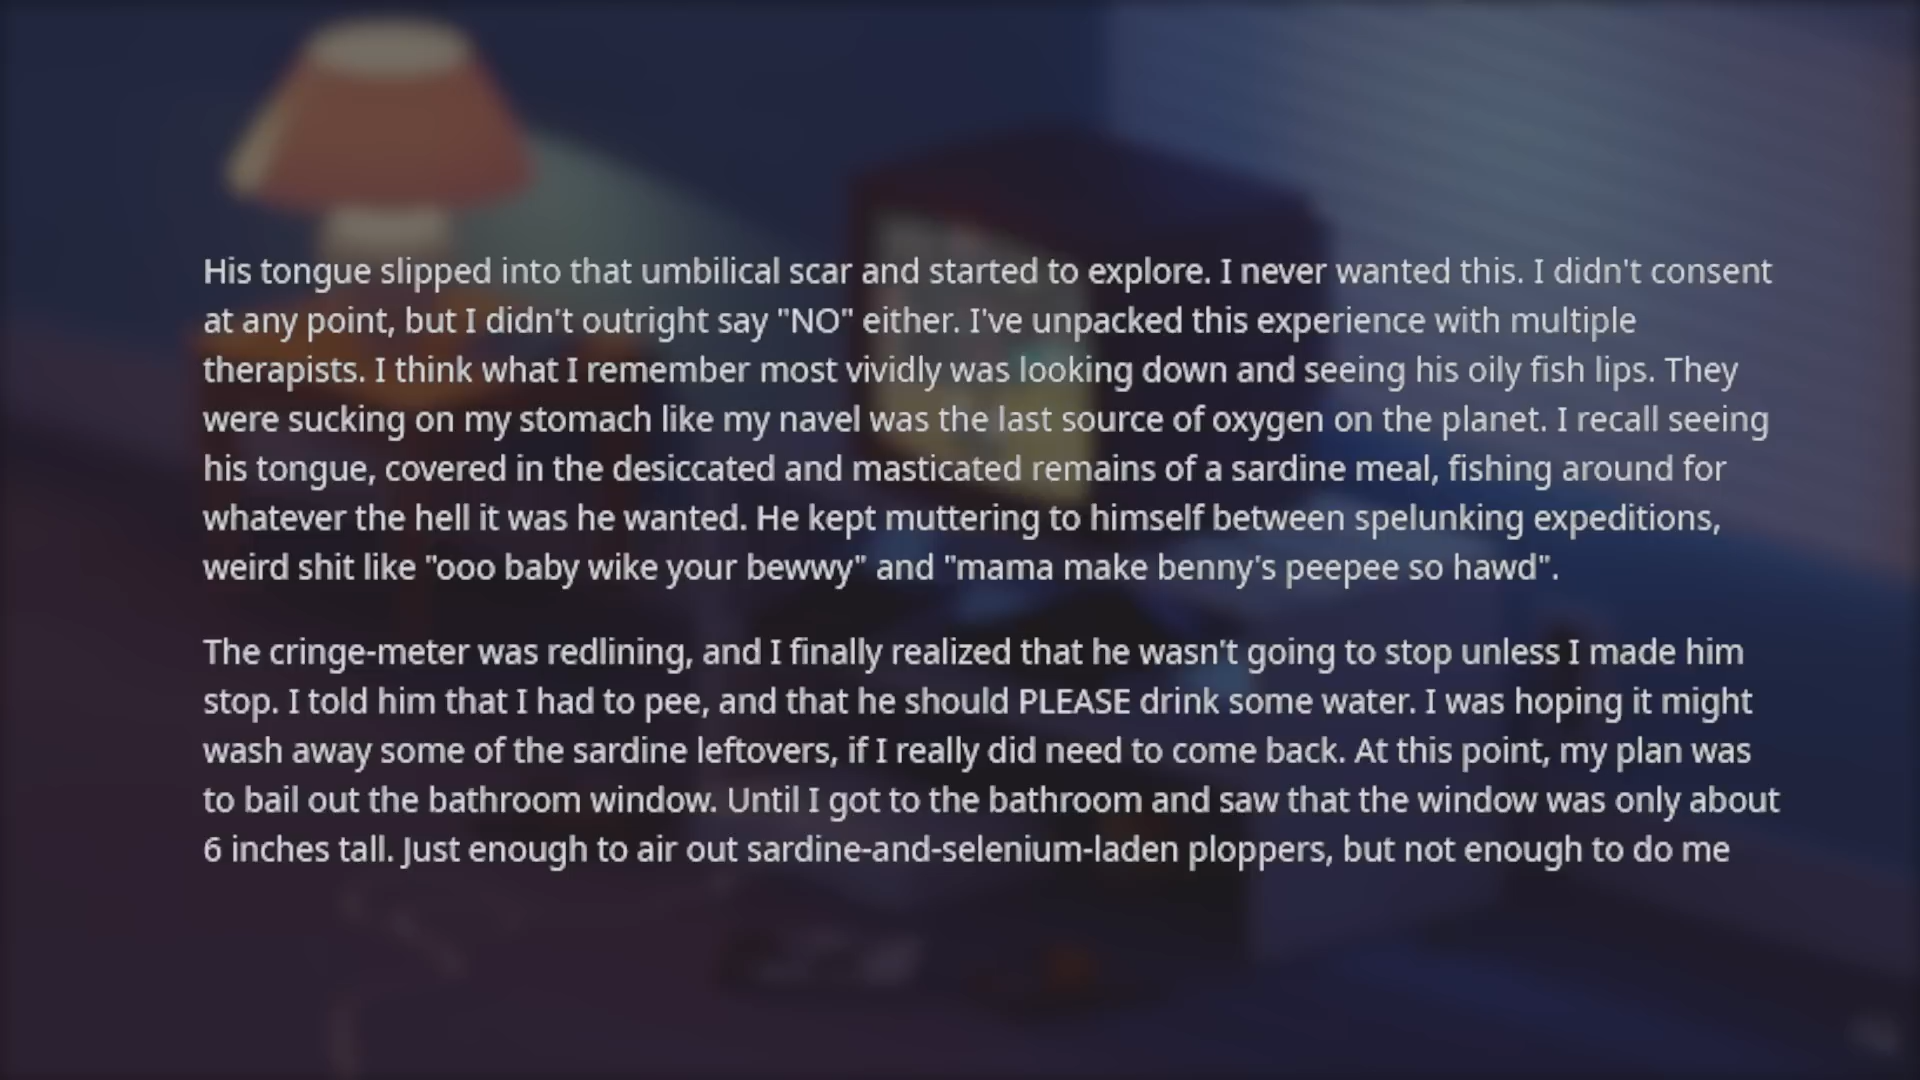 His tongue slipped into that umbilical scar and started to explore. I never wanted this. I didn't consent
at any point, but I didn't outright say "NO" either. I've unpacked this experience with multiple
therapists. I think what I remember most vividly was looking down and seeing his oily fish lips. They
were sucking on my stomach like my navel was the last source of oxygen on the planet. I recall seeing
his tongue, covered in the desiccated and masticated remains of a sardine meal, fishing around for
whatever the hell it was he wanted. He kept muttering to himself between spelunking expeditions,
weird shit like "ooo baby wike your bewwy" and "mama make benny's peepee so hawd".
The cringe-meter was redlining, and I finally realized that he wasn't going to stop unless I made him
stop. I told him that I had to pee, and that he should PLEASE drink some water. I was hoping it might
wash away some of the sardine leftovers, if I really did need to come back. At this point, my plan was
to bail out the bathroom window. Until I got to the bathroom and saw that the window was only about
6 inches tall. Just enough to air out sardine-and-selenium-laden ploppers, but not enough to do me